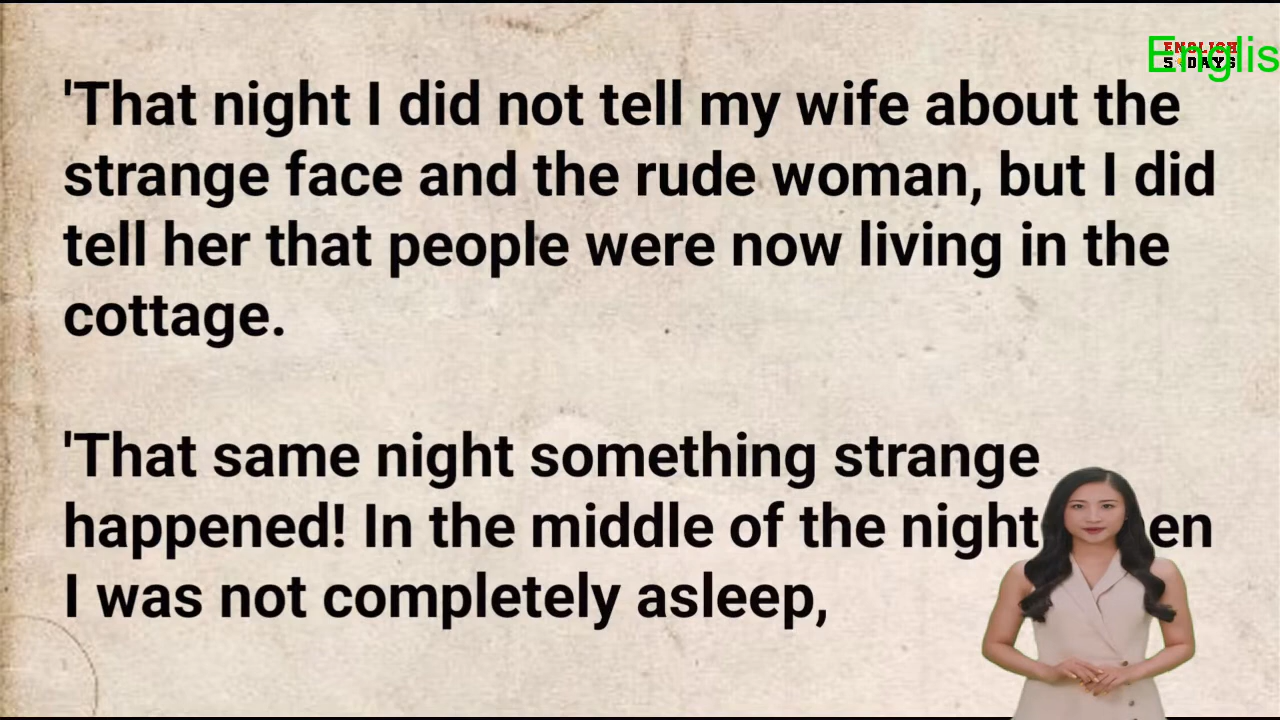 Englis
ENGLISH
5 DAYS
'That night I did not tell my wife about the
strange face and the rude woman, but I did
tell her that people were now living in the
cottage.
'That same night something strange
happened! In the middle of the night en
I was not completely asleep,